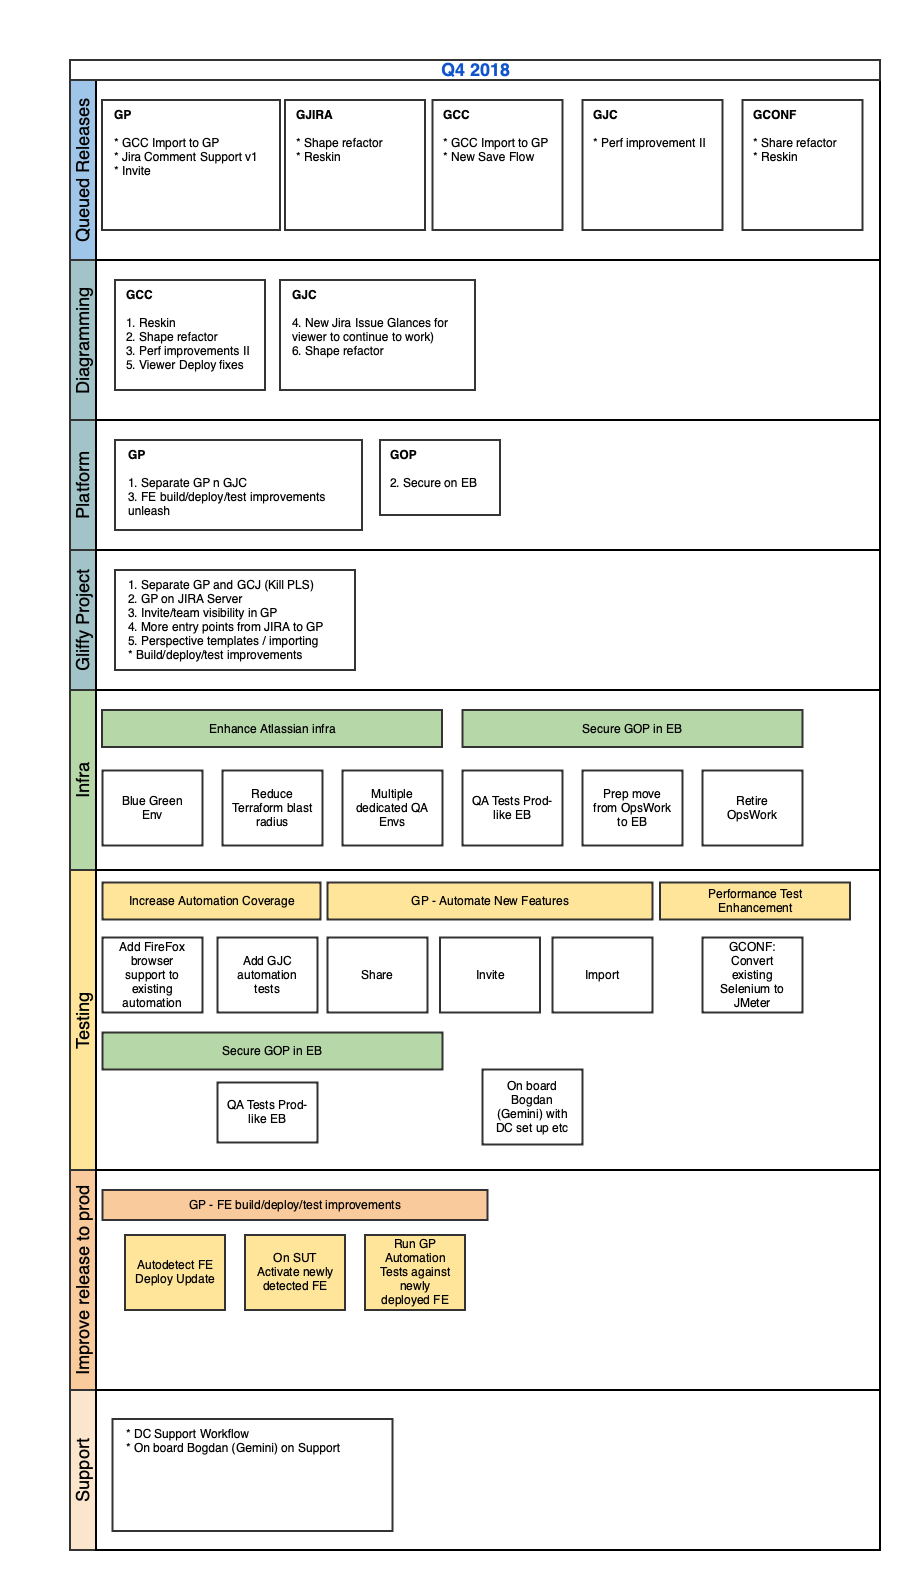 Q4 2018
Queued Releases
GP
* GCC Import to GP
* Jira Comment Support v1
* Invite
GJIRA
* Shape refactor
* Reskin
GCC
* GCC Import to GP
* New Save Flow
GJC
* Perf improvement II
GCONF
* Share refactor
* Reskin
Diagramming
GCC
1. Reskin
2. Shape refactor
3. Perf improvements II
5. Viewer Deploy fixes
GJC
4. New Jira Issue Glances for
viewer to continue to work)
6. Shape refactor
Platform
GP
1. Separate GP n GJC
3. FE build/deploy/test improvements
unleash
GOP
2. Secure on EB
Gliffy Project
1. Separate GP and GCJ (Kill PLS)
2. GP on JIRA Server
3. Invite/team visibility in GP
4. More entry points from JIRA to GP
5. Perspective templates / importing
* Build/deploy/test improvements
Infra
Enhance Atlassian infra
Secure GOP in EB
Blue Green
Env
Reduce
Terraform blast
radius
Multiple
dedicated QA
Envs
QA Tests Prod-
like EB
Prep move
from OpsWork
to EB
Retire
OpsWork
Testing
Increase Automation Coverage
GP - Automate New Features
Performance Test
Enhancement
Add FireFox
browser
support to
existing
automation
Add GJC
automation
tests
Share
Invite
Import
GCONF:
Convert
existing
Selenium to
JMeter
Secure GOP in EB
QA Tests Prod-
like EB
On board
Bogdan
(Gemini) with
DC set up etc
Improve release to prod
GP - FE build/deploy/test improvements
Autodetect FE
Deploy Update
On SUT
Activate newly
detected FE
Run GP
Automation
Tests against
newly
deployed FE
Support
* DC Support Workflow
* On board Bogdan (Gemini) on Support